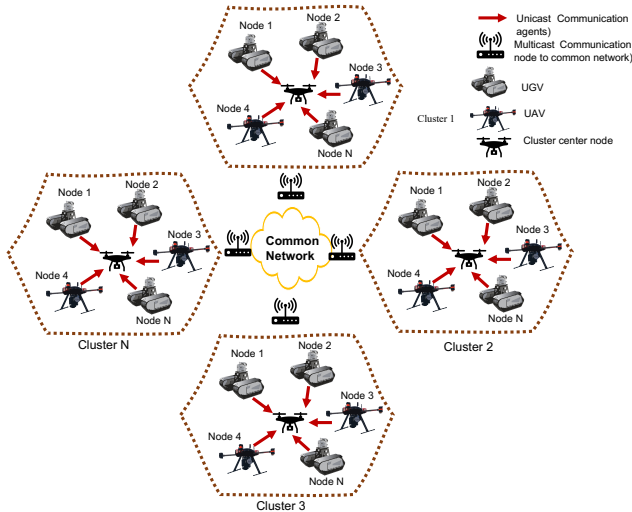 Node 1
Node 2
Node 3
Node 4
Node N
Unicast Communication
agents)
Multicast Communication
node to common network)
UGV
Cluster 1
UAV
Cluster center node
Node 1
Node 2
Node 3
Node 4
Node N
Cluster N
Common
Network
Node 1
Node 2
Node 3
Node 4
Node N
Cluster 2
Node 1
Node 2
Node 3
Node 4
Node N
Cluster 3